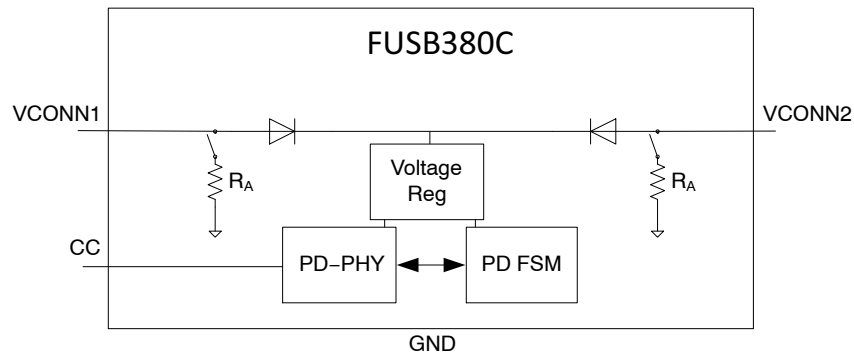 FUSB380C
VCONN1
VCONN2
Voltage
Reg
RA
RA
CC
PD−PHY
PD FSM
GND